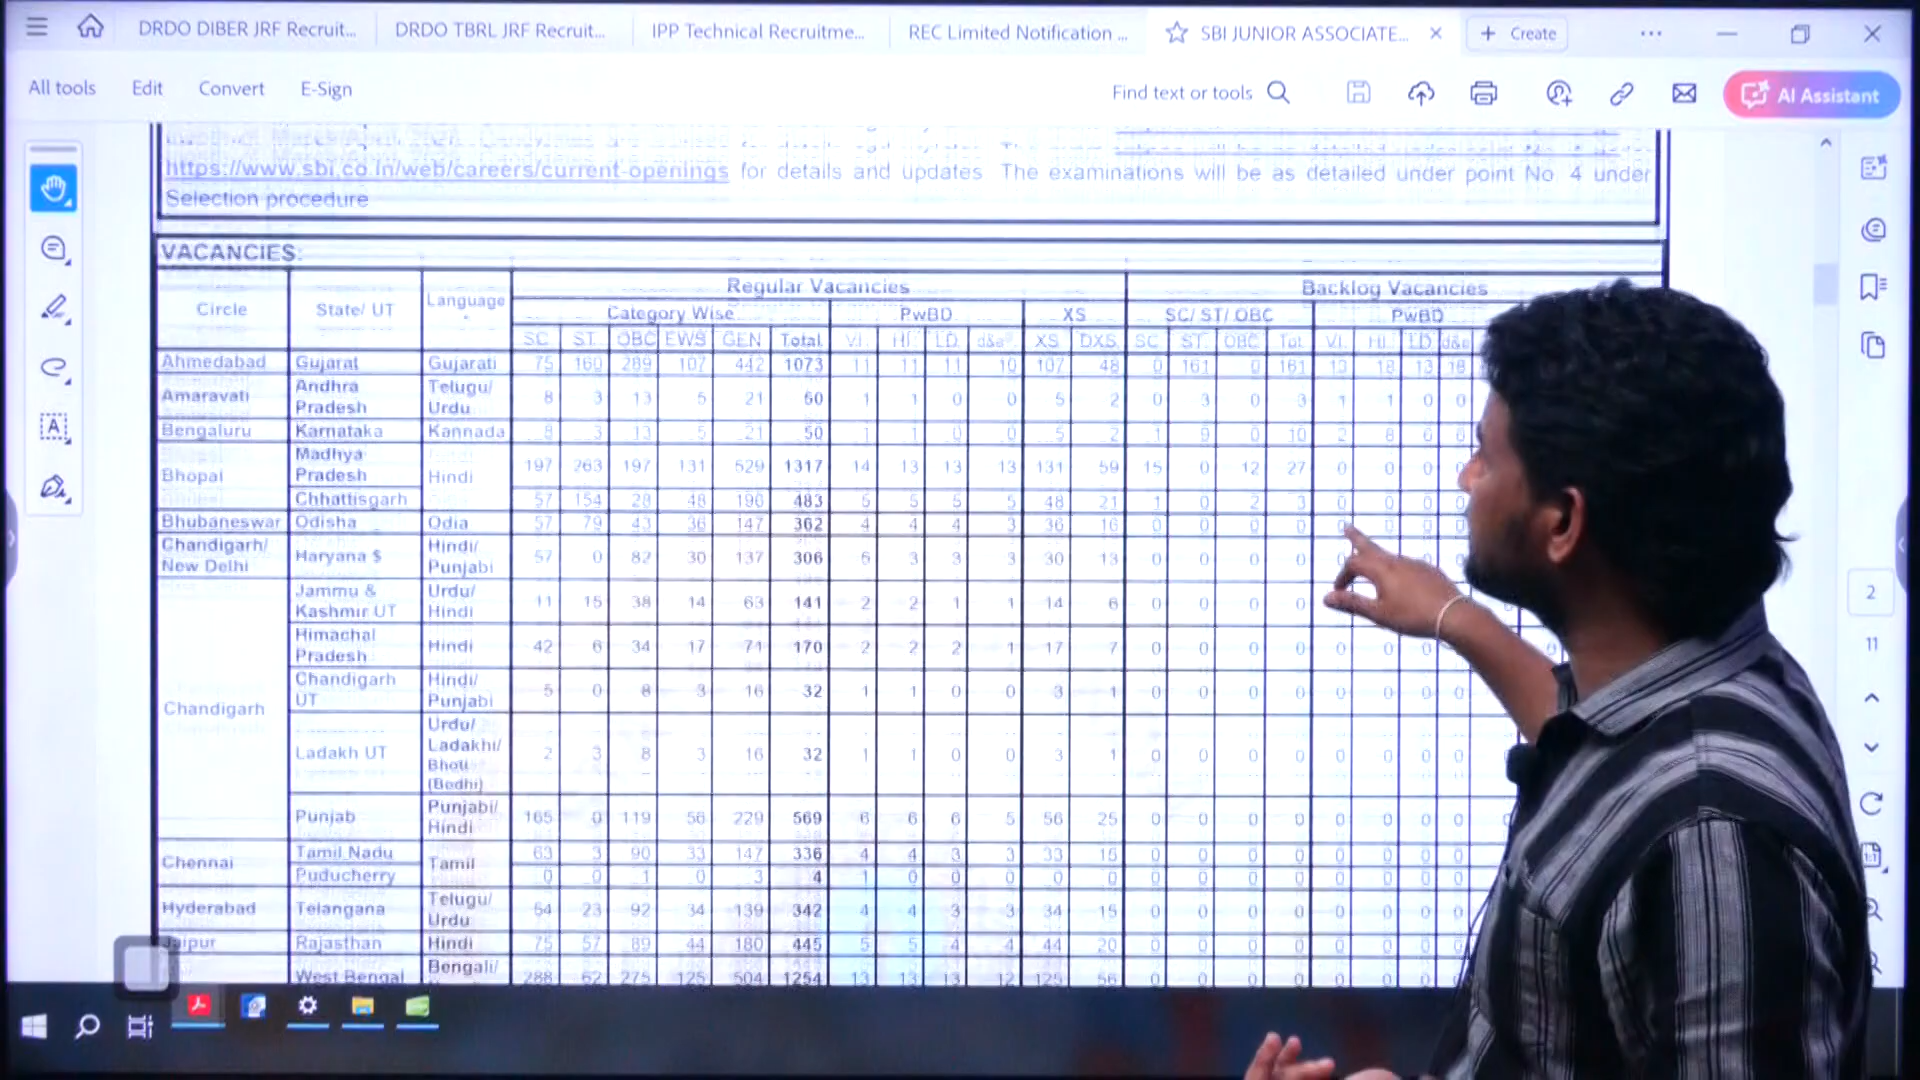 DRDO DIBER JRF Recruit...
DRDO TBRL JRF Recruit...
IPP Technical Recruitme...
REC Limited Notification ...
SBI JUNIOR ASSOCIATE...
Create
All tools
Edit
Convert
E-Sign
Find text or tools
AI Assistant
https://www.sbi.co.in/web/careers/current-openings for details and updates The examinations will be as detailed under point No 4 under
Selection procedure
VACANCIES:
Circle State/ UT Language Regular Vacancies Backlog Vacancies
Category Wise PwBD XS SC/ ST/ OBC PwBD
SC ST OBC EWS GEN Total V.I. H.I. L.D. d&e XS DXS SC ST OBC Tot V.I. H.I. L.D d&e
Ahmedabad Gujarat Gujarati 75 160 289 107 442 1073 11 11 11 10 107 48 0 161 0 161 13 18 13 18
Amaravati Andhra Pradesh Telugu/ Urdu 8 3 13 5 21 50 1 1 0 0 5 2 0 3 0 3 1 1 0 0
Bengaluru Karnataka Kannada 8 3 13 5 21 50 1 1 0 0 5 2 1 9 0 10 2 8 6 6
Bhopal Madhya Pradesh Hindi 197 263 197 131 529 1317 14 13 13 13 131 59 15 0 12 27 0 0 0 0
Chhattisgarh 57 154 28 48 196 483 5 5 5 5 48 21 1 0 2 3 0 0 0 0
Bhubaneswar Odisha Odia 57 79 43 36 147 362 4 4 4 3 36 16 0 0 0 0 0 0 0 0
Chandigarh/ New Delhi Haryana $ Hindi/ Punjabi 57 0 82 30 137 306 6 3 3 3 30 13 0 0 0 0 0 0 0
Chandigarh Jammu & Kashmir UT Urdu/ Hindi 11 15 38 14 63 141 2 2 1 1 14 6 0 0 0 0 0 0
Himachal Pradesh Hindi 42 6 34 17 71 170 2 2 2 1 17 7 0 0 0 0 0 0 0 0
Chandigarh UT Hindi/ Punjabi 5 0 8 3 16 32 1 1 0 0 3 1 0 0 0 0 0 0 0 0
Ladakh UT Urdu/ Ladakhi/ Bhoti (Bodhi) 2 3 8 3 16 32 1 1 0 0 3 1 0 0 0 0 0 0 0 0
Punjab Punjabi/ Hindi 165 0 119 56 229 569 6 6 6 5 56 25 0 0 0 0 0 0 0 0
Chennai Tamil Nadu Tamil 63 3 90 33 147 336 4 4 3 3 33 15 0 0 0 0 0 0 0 0
Puducherry 0 0 1 0 3 4 1 0 0 0 0 0 0 0 0 0 0 0 0 0
Hyderabad Telangana Telugu/ Urdu 54 23 92 34 139 342 4 4 3 3 34 15 0 0 0 0 0 0 0 0
Jaipur Rajasthan Hindi 75 57 89 44 180 445 5 5 4 4 44 20 0 0 0 0 0 0 0 0
West Bengal Bengali/ 288 62 275 125 504 1254 13 13 13 12 125 56 0 0 0 0 0 0 0 0
2
11